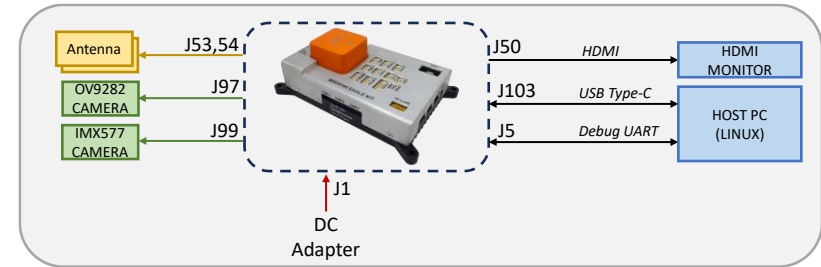 Antenna
J53,54
OV9282
CAMERA
J97
IMX577
CAMERA
J99
J50
HDMI
HDMI
MONITOR
J103
USB Type-C
HOST PC
(LINUX)
J5
Debug UART
J1
DC
Adapter